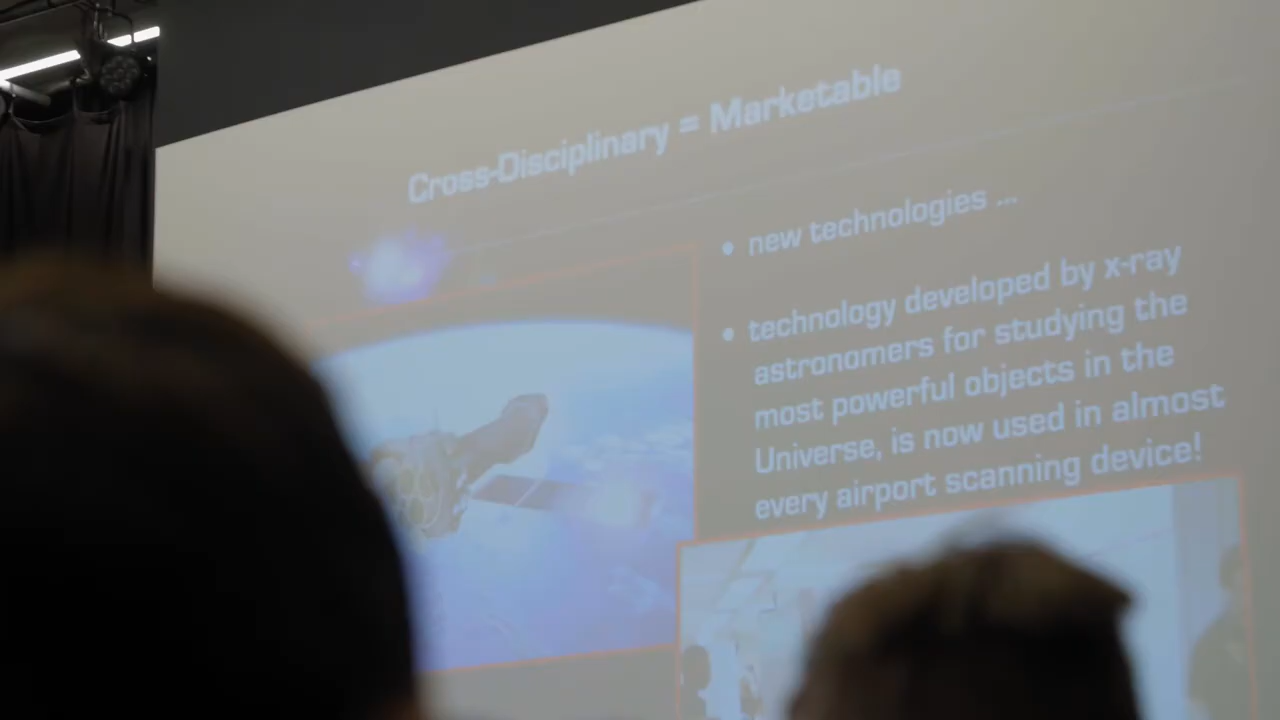 Cross-Disciplinary = Marketable
• new technologies ...
• technology developed by x-ray
astronomers for studying the
most powerful objects in the
Universe, is now used in almost
every airport scanning device!